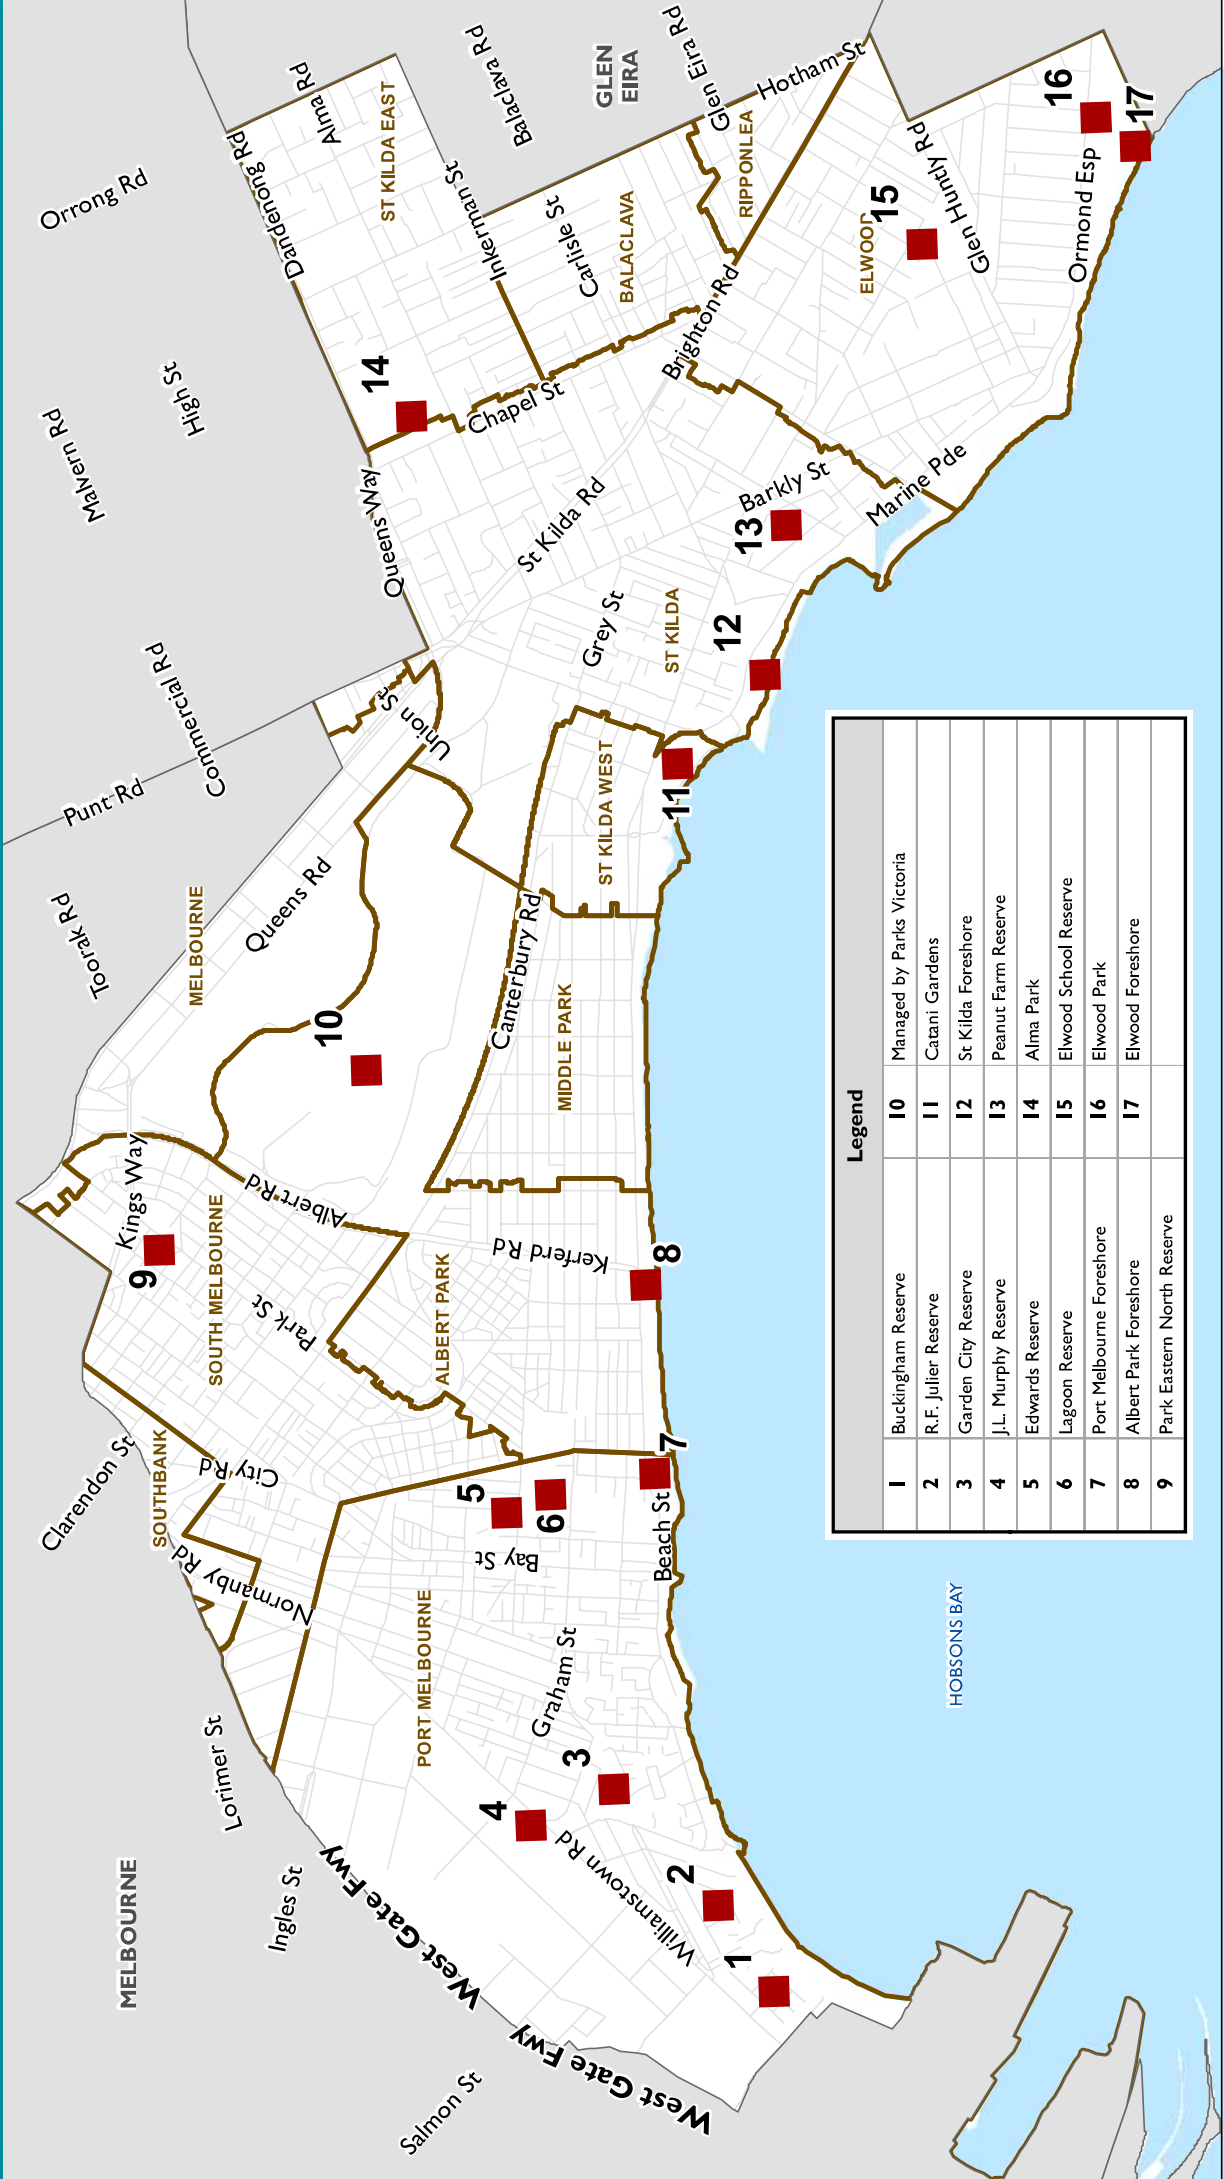 MELBOURNE
Salmon St
West Gate Fwy
West Gate Fwy
Ingles St
Lorimer St
Clarendon St
SOUTHBANK
Normanby Rd
City Rd
PORT MELBOURNE
Graham St
Williamstown Rd
Bay St
Beach St
SOUTH MELBOURNE
Kings Way
Park St
Albert Rd
ALBERT PARK
Kerferd Rd
MIDDLE PARK
Canterbury Rd
MELBOURNE
Queens Rd
Toorak Rd
Punt Rd
Commercial Rd
Union St
ST KILDA WEST
ST KILDA
Grey St
St Kilda Rd
Barkly St
Marine Pde
Queens Way
Malvern Rd
High St
Orrong Rd
Dandenong Rd
Alma Rd
ST KILDA EAST
Chapel St
Inkerman St
Carlisle St
Balaclava Rd
BALACLAVA
GLEN
EIRA
Glen Eira Rd
Hotham St
RIPPONLEA
Brighton Rd
ELWOOD
Glen Huntly Rd
Ormond Esp
HOBSONS BAY
1
2
3
4
5
6
7
8
9
10
11
12
13
14
15
16
17
Legend
1 Buckingham Reserve 10 Managed by Parks Victoria
2 R.F. Julier Reserve 11 Catani Gardens
3 Garden City Reserve 12 St Kilda Foreshore
4 J.L. Murphy Reserve 13 Peanut Farm Reserve
5 Edwards Reserve 14 Alma Park
6 Lagoon Reserve 15 Elwood School Reserve
7 Port Melbourne Foreshore 16 Elwood Park
8 Albert Park Foreshore 17 Elwood Foreshore
9 Park Eastern North Reserve